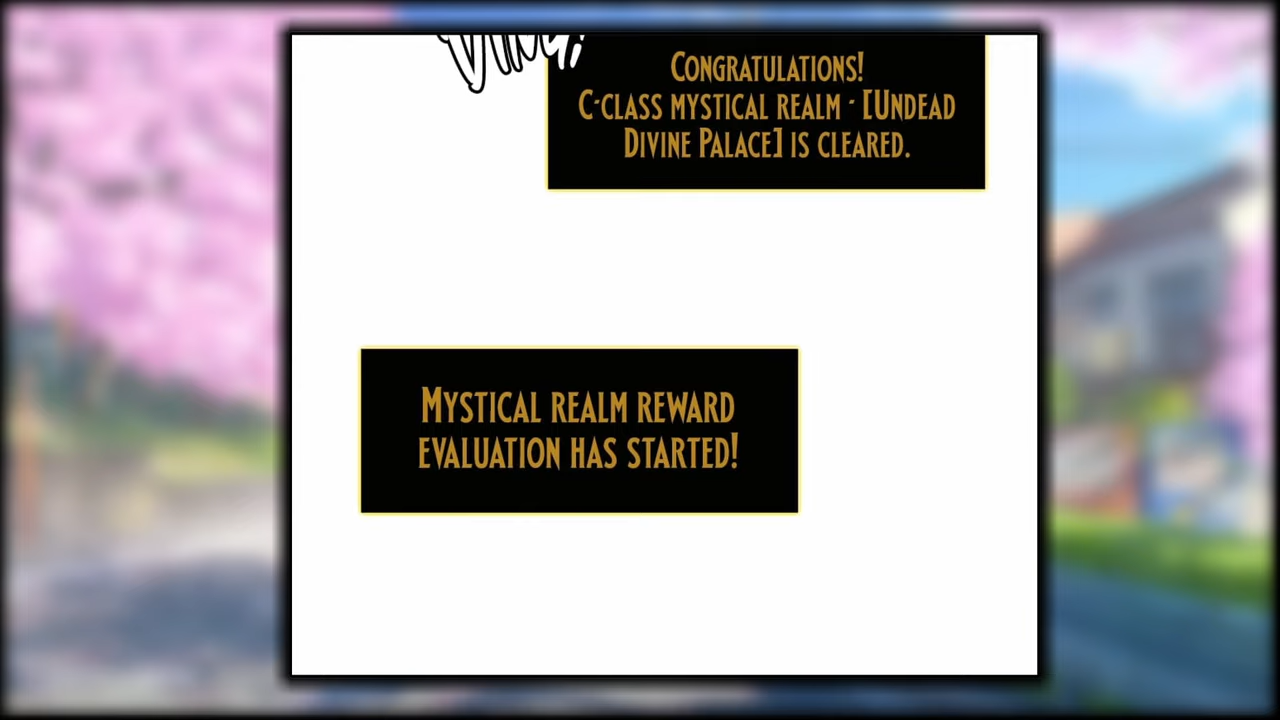 CONGRATULATIONS!
C-CLASS MYSTICAL REALM - [UNDEAD
DIVINE PALACE] IS CLEARED.
MYSTICAL REALM REWARD
EVALUATION HAS STARTED!